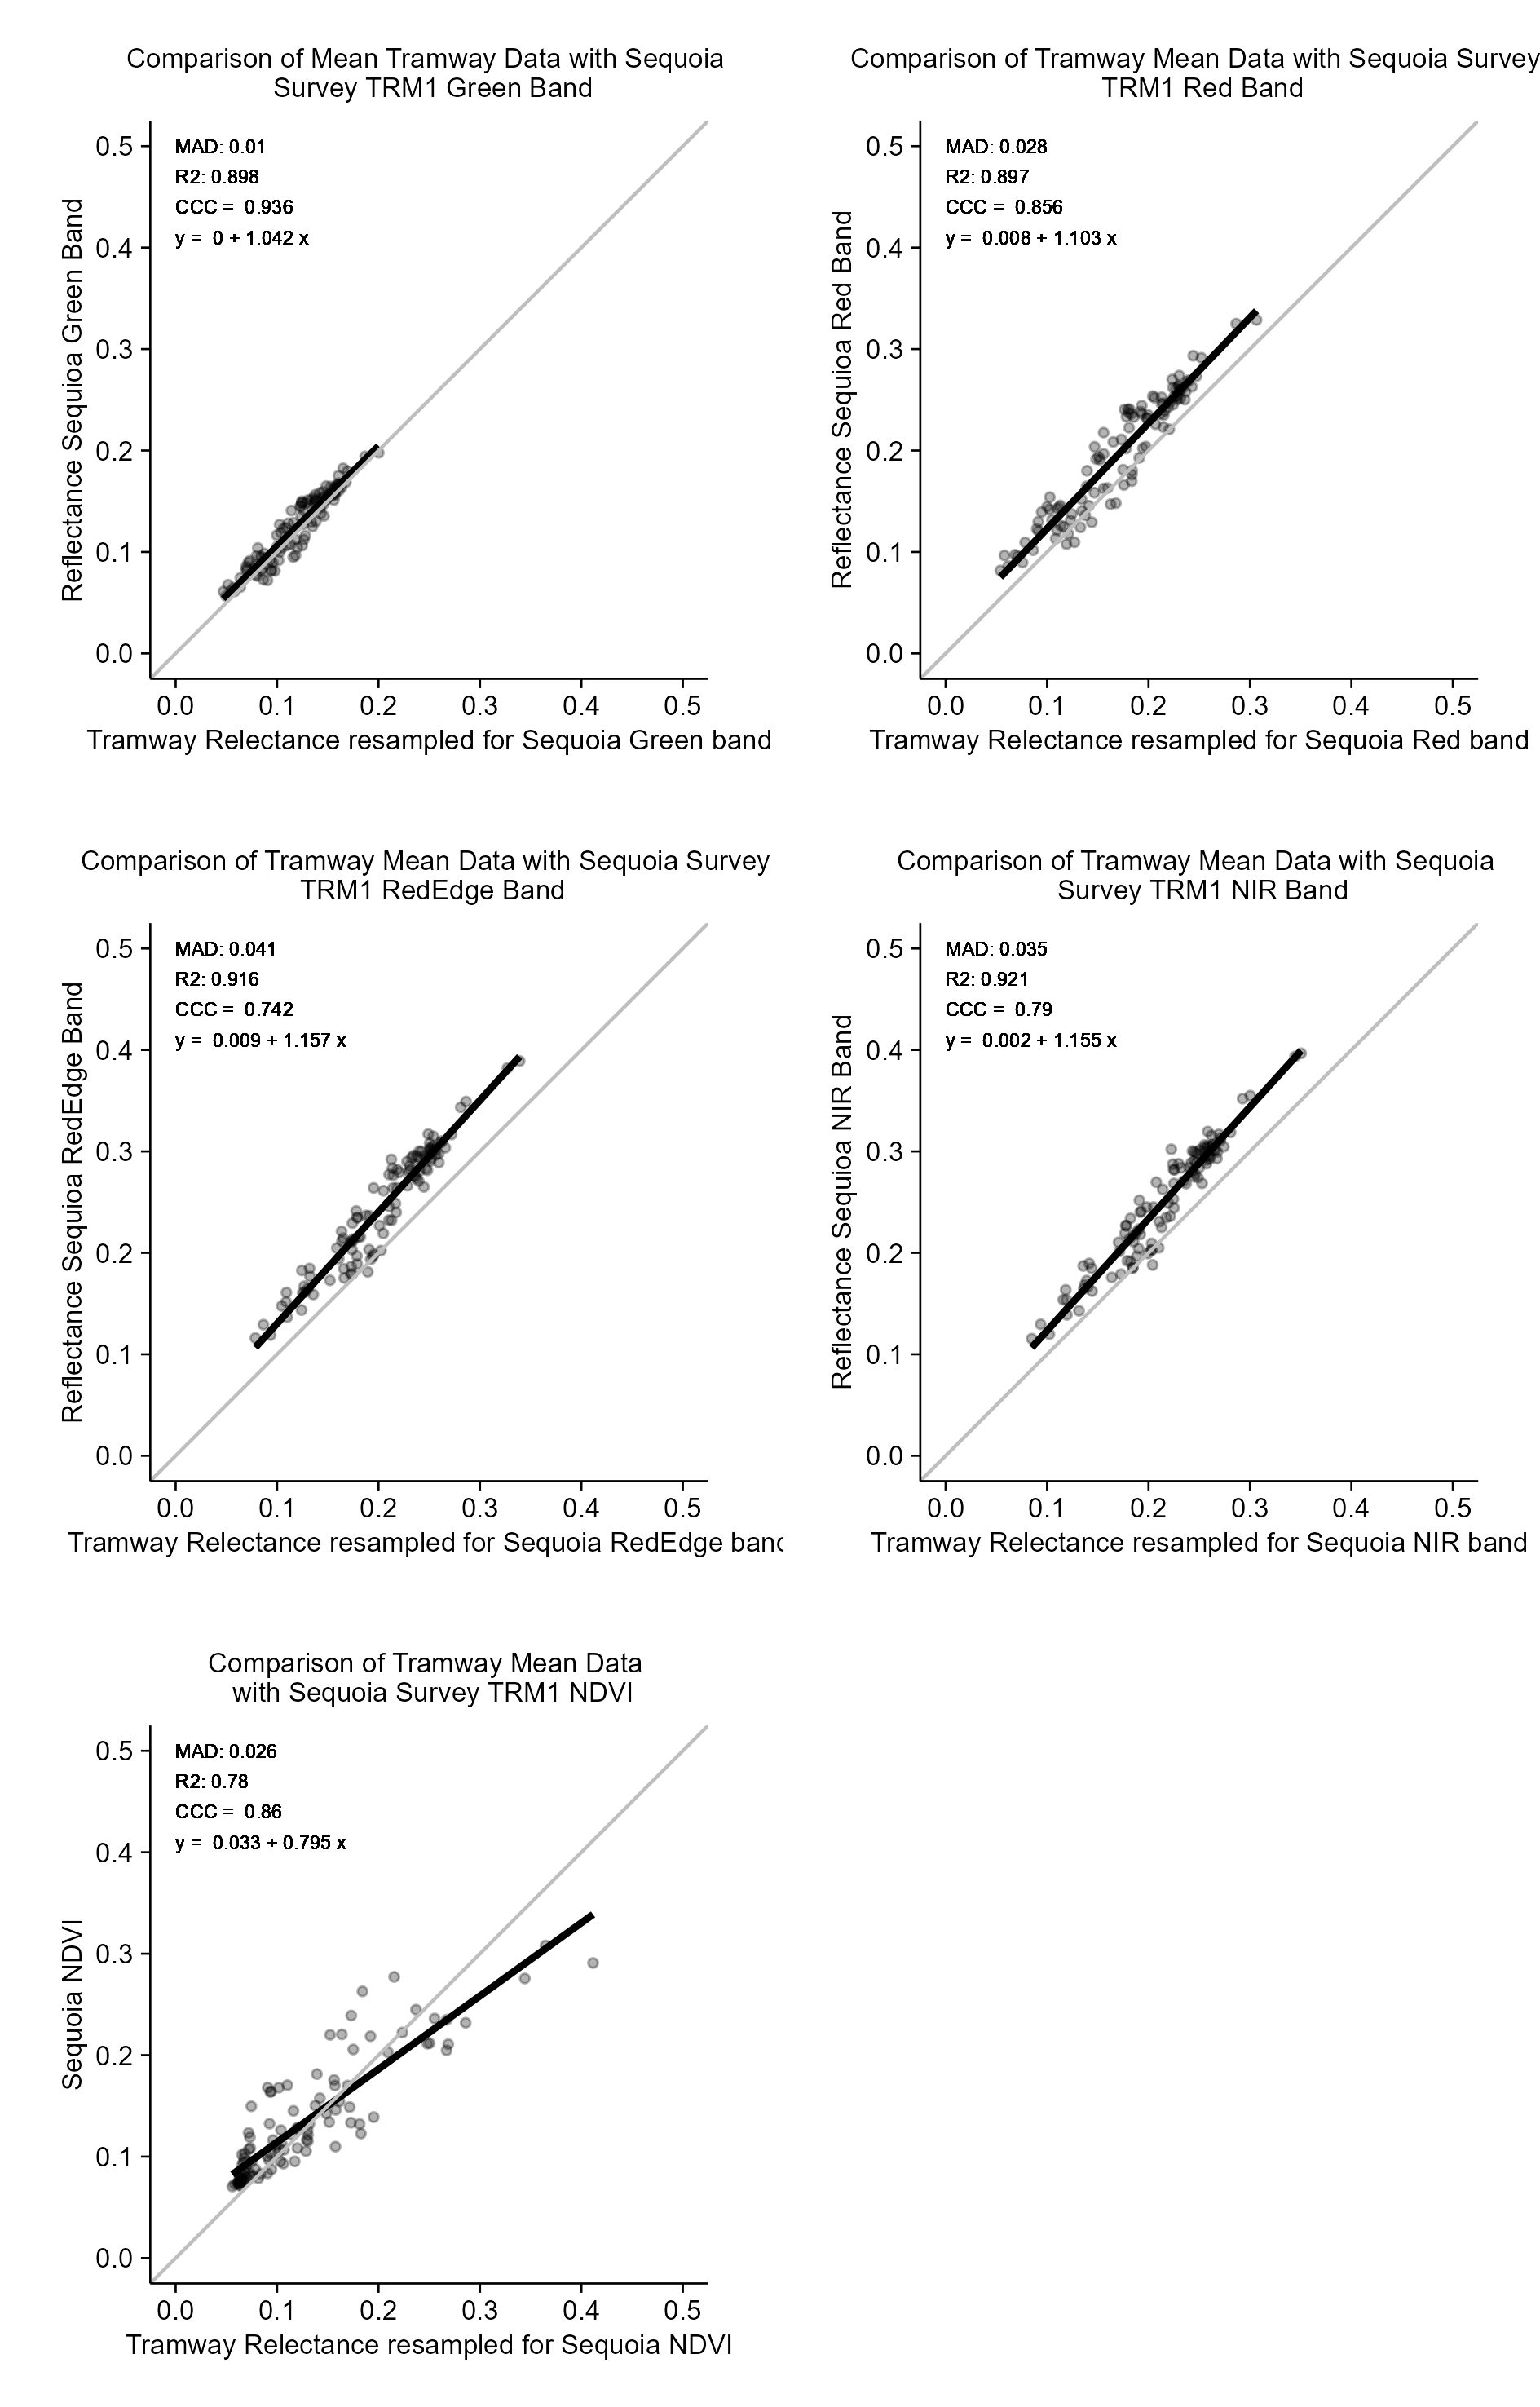 Comparison of Mean Tramway Data with Sequoia
Survey TRM1 Green Band
MAD: 0.01
R2: 0.898
CCC = 0.936
y = 0 + 1.042 x
0.5
0.4
0.3
0.2
0.1
0.0
Reflectance Sequioa Green Band
0.0 0.1 0.2 0.3 0.4 0.5
Tramway Relectance resampled for Sequoia Green band
Comparison of Tramway Mean Data with Sequoia Survey
TRM1 Red Band
MAD: 0.028
R2: 0.897
CCC = 0.856
y = 0.008 + 1.103 x
0.5
0.4
0.3
0.2
0.1
0.0
Reflectance Sequioa Red Band
0.0 0.1 0.2 0.3 0.4 0.5
Tramway Relectance resampled for Sequoia Red band
Comparison of Tramway Mean Data with Sequoia Survey
TRM1 RedEdge Band
MAD: 0.041
R2: 0.916
CCC = 0.742
y = 0.009 + 1.157 x
0.5
0.4
0.3
0.2
0.1
0.0
Reflectance Sequioa RedEdge Band
0.0 0.1 0.2 0.3 0.4 0.5
Tramway Relectance resampled for Sequoia RedEdge banc
Comparison of Tramway Mean Data with Sequoia
Survey TRM1 NIR Band
MAD: 0.035
R2: 0.921
CCC = 0.79
y = 0.002 + 1.155 x
0.5
0.4
0.3
0.2
0.1
0.0
Reflectance Sequioa NIR Band
0.0 0.1 0.2 0.3 0.4 0.5
Tramway Relectance resampled for Sequoia NIR band
Comparison of Tramway Mean Data
with Sequoia Survey TRM1 NDVI
MAD: 0.026
R2: 0.78
CCC = 0.86
y = 0.033 + 0.795 x
0.5
0.4
0.3
0.2
0.1
0.0
Sequoia NDVI
0.0 0.1 0.2 0.3 0.4 0.5
Tramway Relectance resampled for Sequoia NDVI